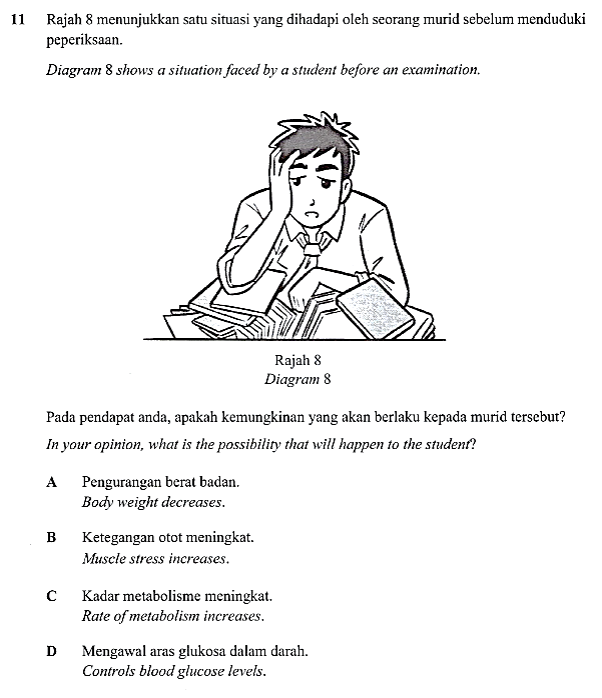 11 Rajah 8 menunjukkan satu situasi yang dihadapi oleh seorang murid sebelum menduduki
peperiksaan.
Diagram 8 shows a situation faced by a student before an examination.
Rajah 8
Diagram 8
Pada pendapat anda, apakah kemungkinan yang akan berlaku kepada murid tersebut?
In your opinion, what is the possibility that will happen to the student?
A Pengurangan berat badan.
Body weight decreases.
B Ketegangan otot meningkat.
Muscle stress increases.
C Kadar metabolisme meningkat.
Rate of metabolism increases.
D Mengawal aras glukosa dalam darah.
Controls blood glucose levels.